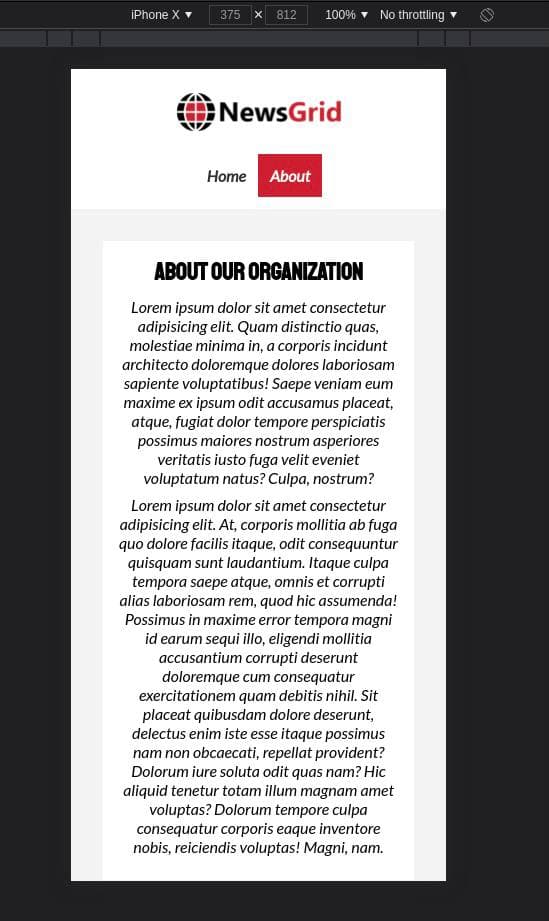 iPhone X ▼ 375 × 812 100% ▼ No throttling ▼
NewsGrid
Home About
ABOUT OUR ORGANIZATION
Lorem ipsum dolor sit amet consectetur
adipisicing elit. Quam distinctio quas,
molestiae minima in, a corporis incidunt
architecto doloremque dolores laboriosam
sapiente voluptatibus! Saepe veniam eum
maxime ex ipsum odit accusamus placeat,
atque, fugiat dolor tempore perspiciatis
possimus maiores nostrum asperiores
veritatis iusto fuga velit eveniet
voluptatum natus? Culpa, nostrum?
Lorem ipsum dolor sit amet consectetur
adipisicing elit. At, corporis mollitia ab fuga
quo dolore facilis itaque, odit consequuntur
quisquam sunt laudantium. Itaque culpa
tempora saepe atque, omnis et corrupti
alias laboriosam rem, quod hic assumenda!
Possimus in maxime error tempora magni
id earum sequi illo, eligendi mollitia
accusantium corrupti deserunt
doloremque cum consequatur
exercitationem quam debitis nihil. Sit
placeat quibusdam dolore deserunt,
delectus enim iste esse itaque possimus
nam non obcaecati, repellat provident?
Dolorum iure soluta odit quas nam? Hic
aliquid tenetur totam illum magnam amet
voluptas? Dolorum tempore culpa
consequatur corporis eaque inventore
nobis, reiciendis voluptas! Magni, nam.